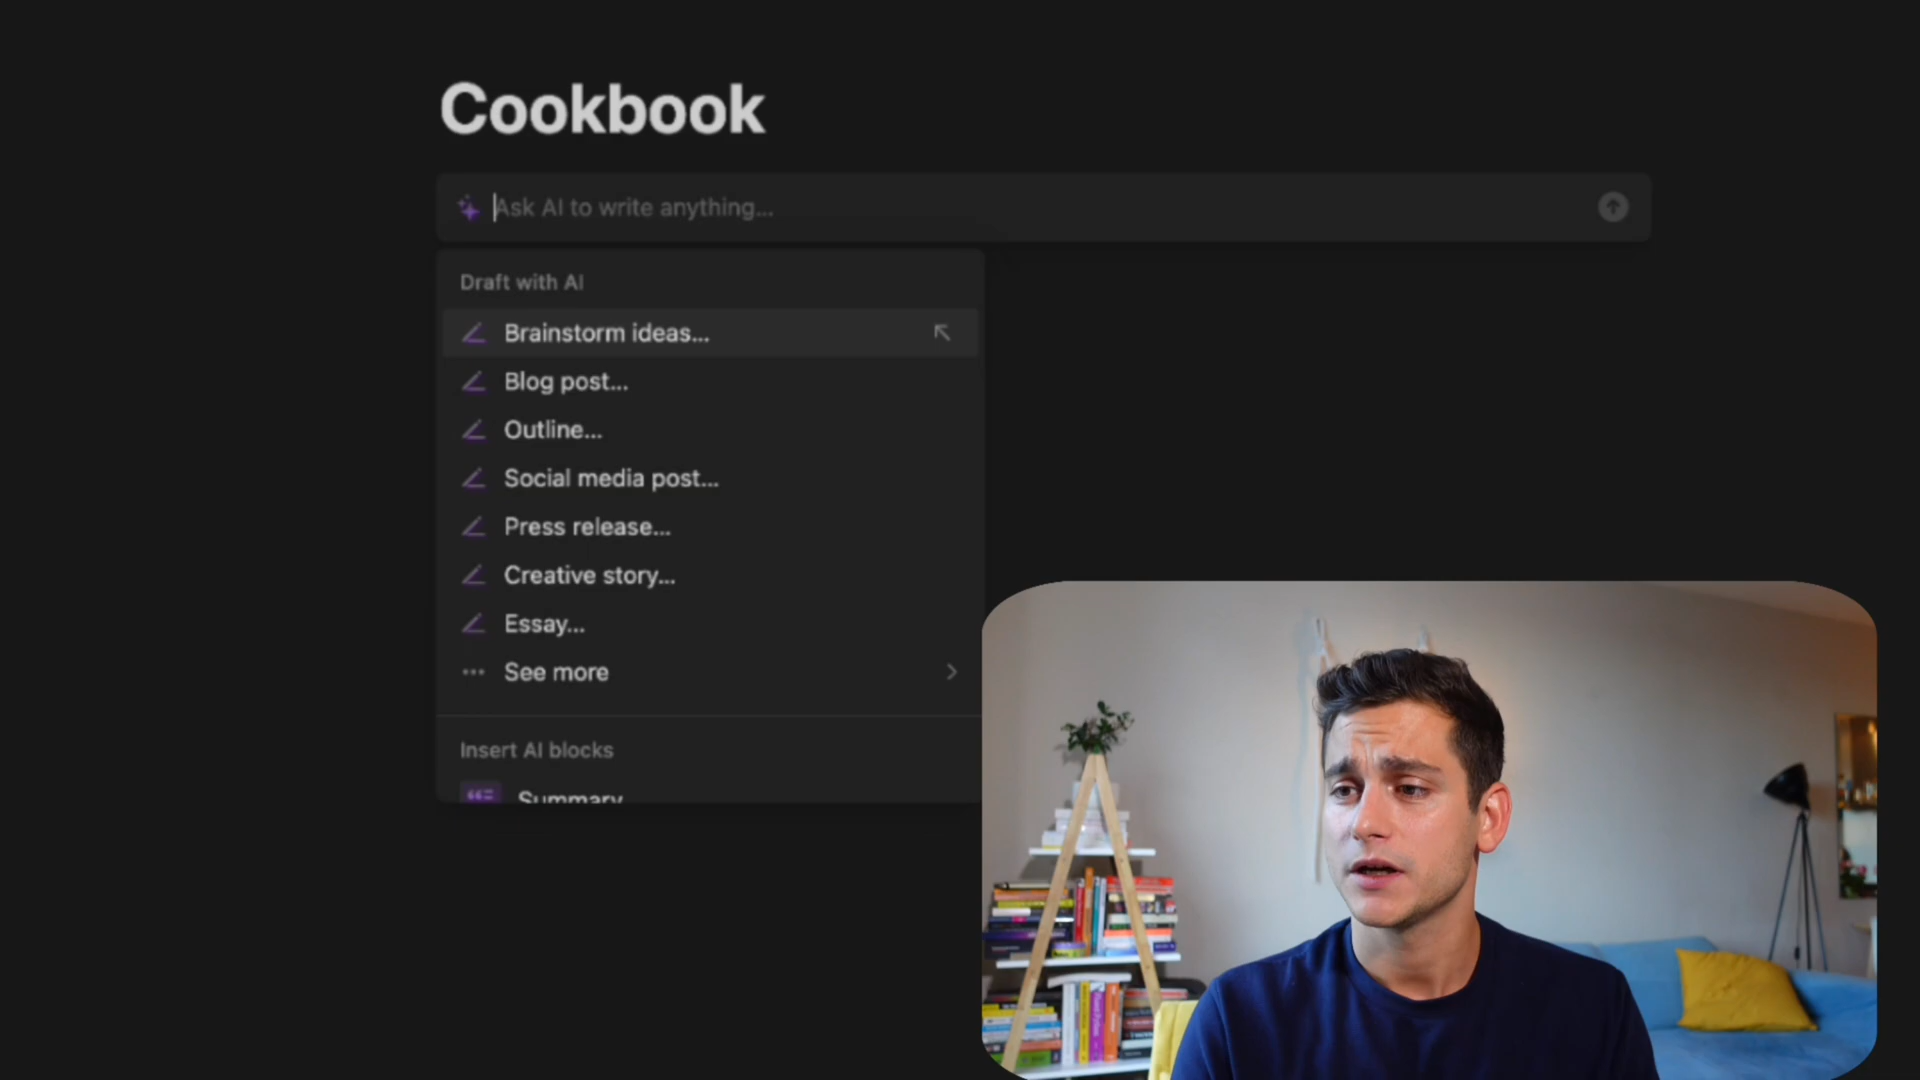 Cookbook
Ask AI to write anything...
Draft with AI
Brainstorm ideas...
Blog post...
Outline...
Social media post...
Press release...
Creative story...
Essay...
See more
Insert AI blocks
Summary